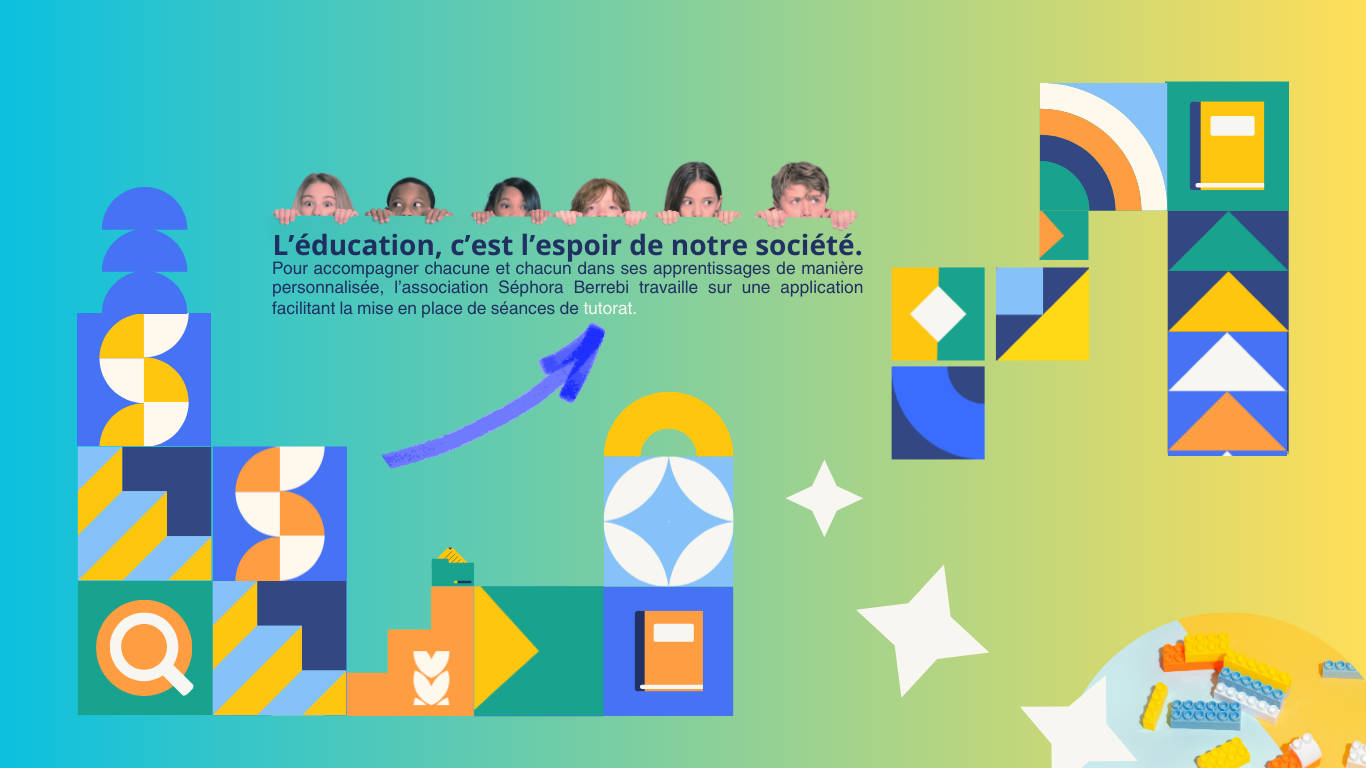 L’éducation, c’est l’espoir de notre société.
Pour accompagner chacune et chacun dans ses apprentissages de manière
personnalisée, l’association Séphora Berrebi travaille sur une application
facilitant la mise en place de séances de tutorat.